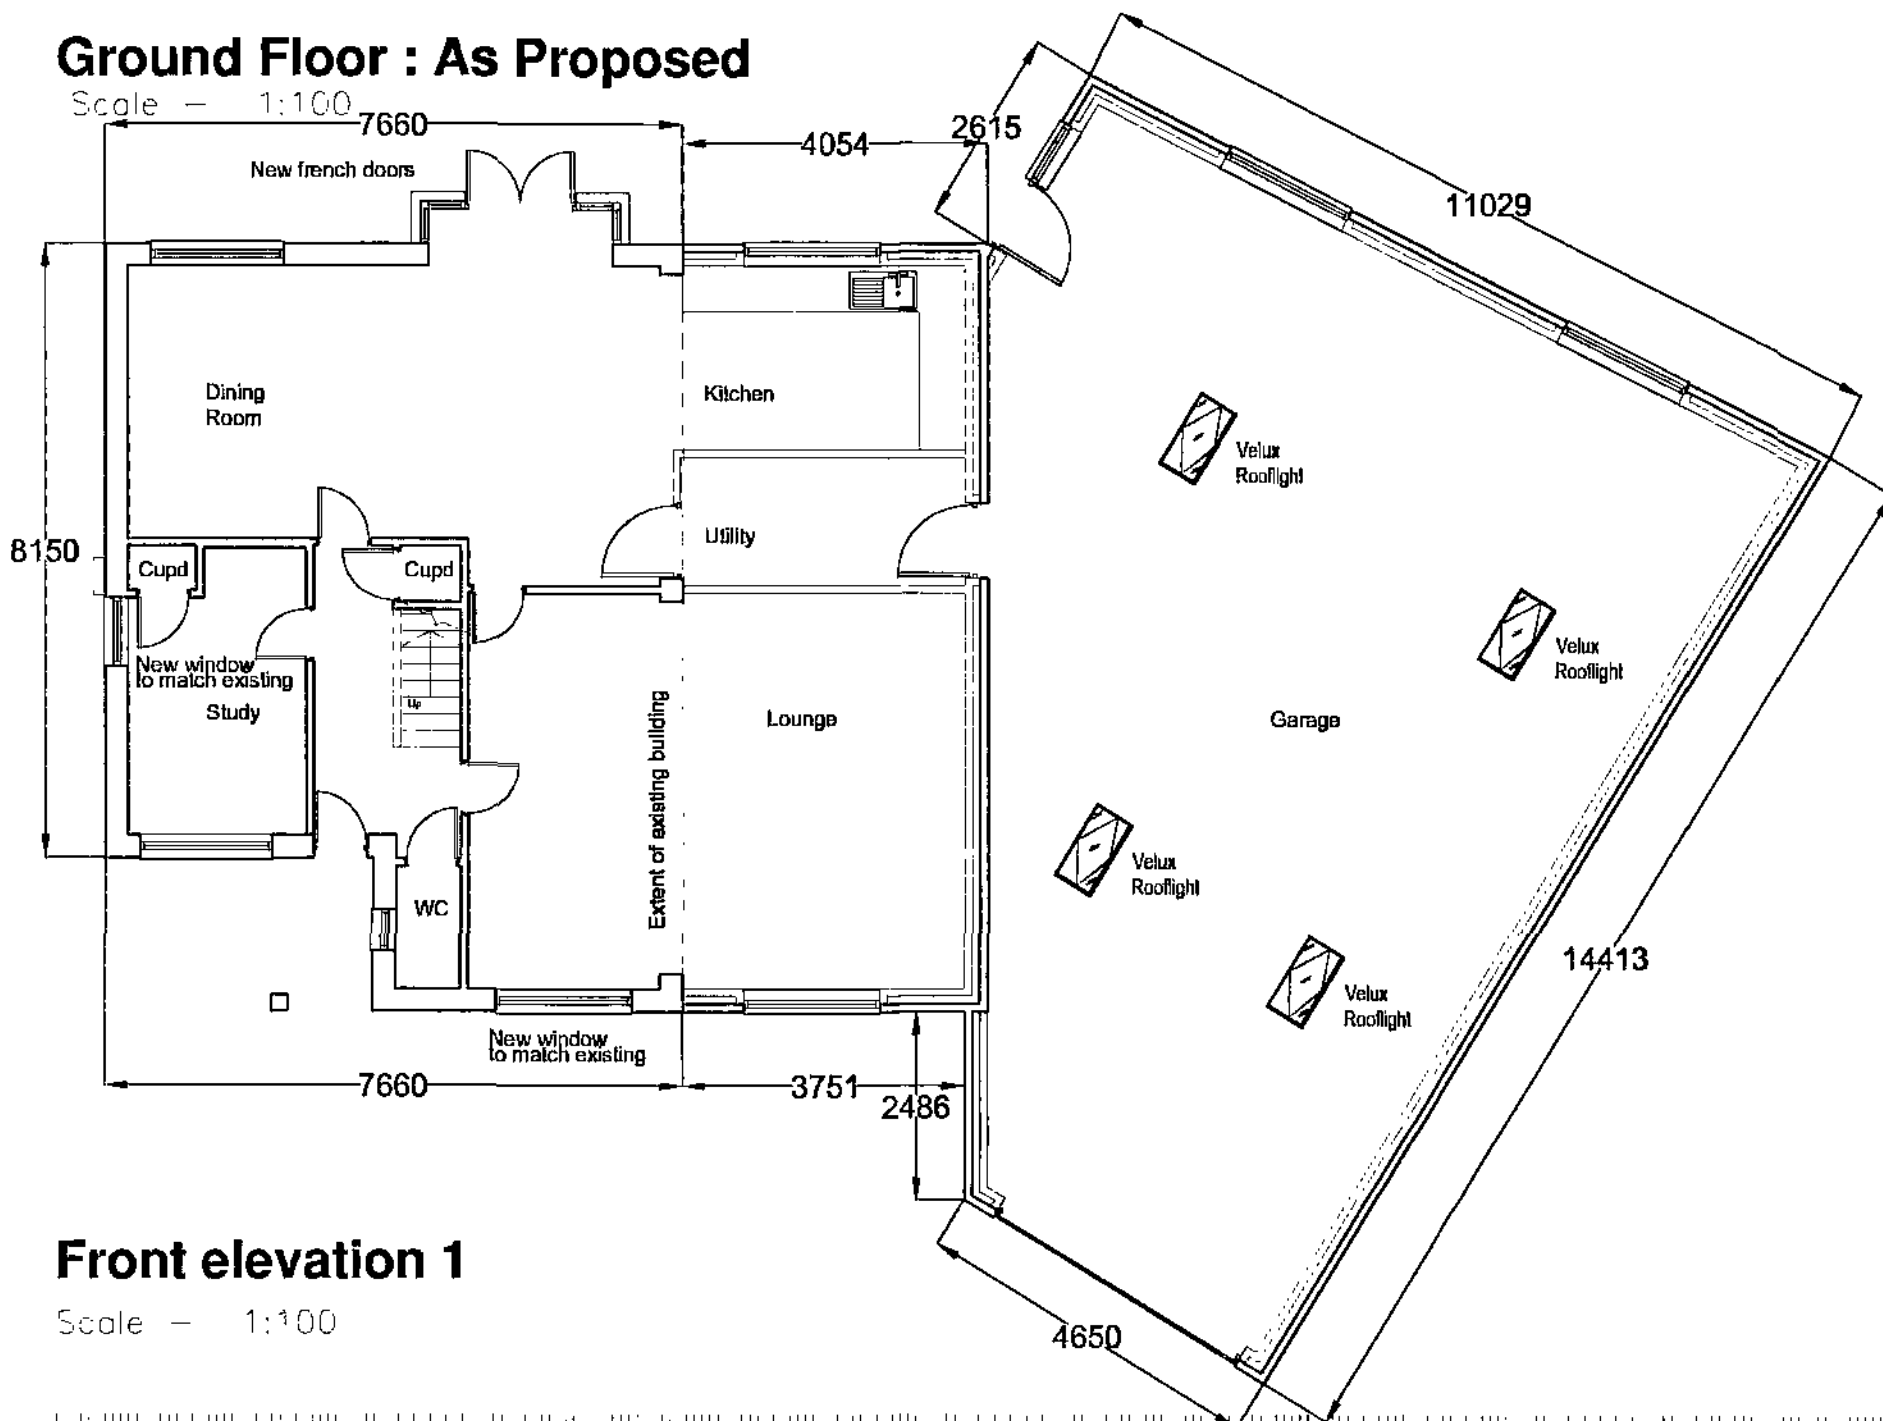 Ground Floor : As Proposed
Scale - 1:100
7660
4054
2615
11029
New french doors
Dining
Room
Kitchen
Velux
Rooflight
8150
Cupd
Cupd
Utility
New window
to match existing
Study
Up
Extent of existing building
Lounge
Garage
Velux
Rooflight
Velux
Rooflight
WC
14413
Velux
Rooflight
New window
to match existing
7660
3751
2486
Front elevation 1
Scale - 1:100
4650